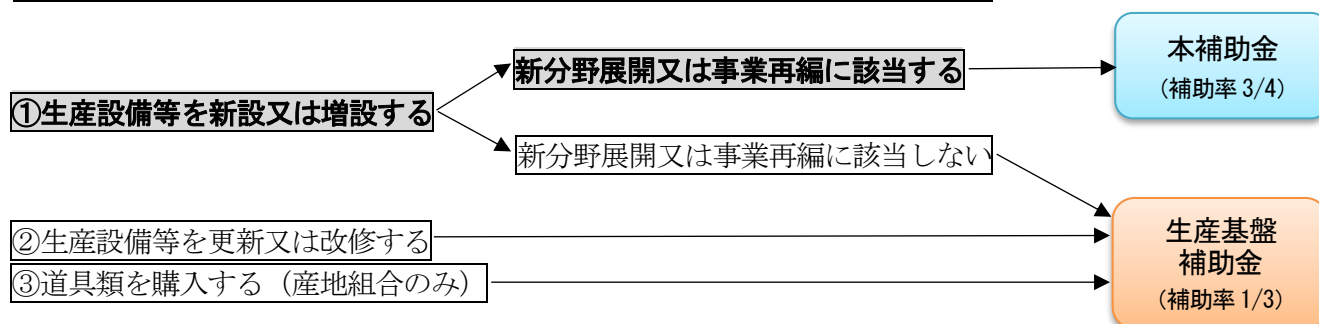 本補助金
(補助率 3/4)
新分野展開又は事業再編に該当する
①生産設備等を新設又は増設する
新分野展開又は事業再編に該当しない
②生産設備等を更新又は改修する
③道具類を購入する（産地組合のみ）
生産基盤
補助金
(補助率 1/3)